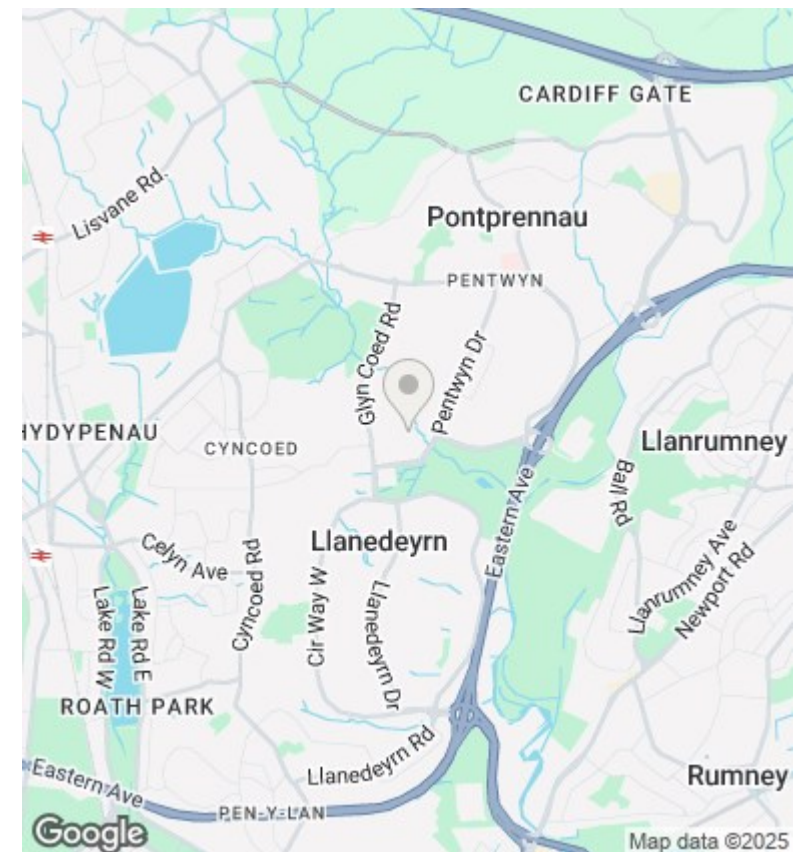 CARDIFF GATE
Lisvane Rd.
Pontprennau
PENTWYN
Glyn Coed Rd
Pentwyn Dr
HYDYPENAU
CYNCOED
Llanrumney
Ball Rd
Eastern Ave
Llanedeyrn
Celyn Ave
Cyncoed Rd
Llanrumney Ave
Newport Rd
Lake Rd W
Lake Rd E
Cir Way W
Llanedeyrn Dr
ROATH PARK
Llanedeyrn Rd
Rumney
Eastern Ave
PEN-Y-LAN
Google
Map data ©2025